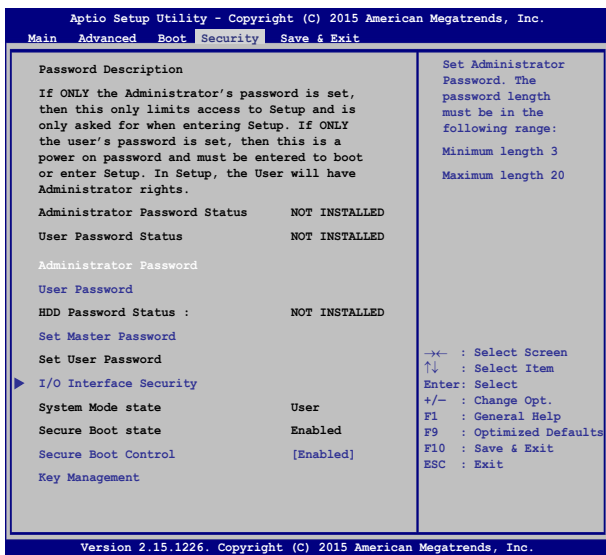 Aptio Setup Utility - Copyright (C) 2015 American Megatrends, Inc.
Main Advanced Boot Security Save & Exit
Password Description
If ONLY the Administrator's password is set,
then this only limits access to Setup and is
only asked for when entering Setup. If ONLY
the user's password is set, then this is a
power on password and must be entered to boot
or enter Setup. In Setup, the User will have
Administrator rights.
Administrator Password Status NOT INSTALLED
User Password Status NOT INSTALLED
Administrator Password
User Password
HDD Password Status : NOT INSTALLED
Set Master Password
Set User Password
I/O Interface Security
System Mode state User
Secure Boot state Enabled
Secure Boot Control [Enabled]
Key Management
Set Administrator
Password. The
password length
must be in the
following range:
Minimum length 3
Maximum length 20
→← : Select Screen
↑↓ : Select Item
Enter: Select
+/— : Change Opt.
F1 : General Help
F9 : Optimized Defaults
F10 : Save & Exit
ESC : Exit
Version 2.15.1226. Copyright (C) 2015 American Megatrends, Inc.